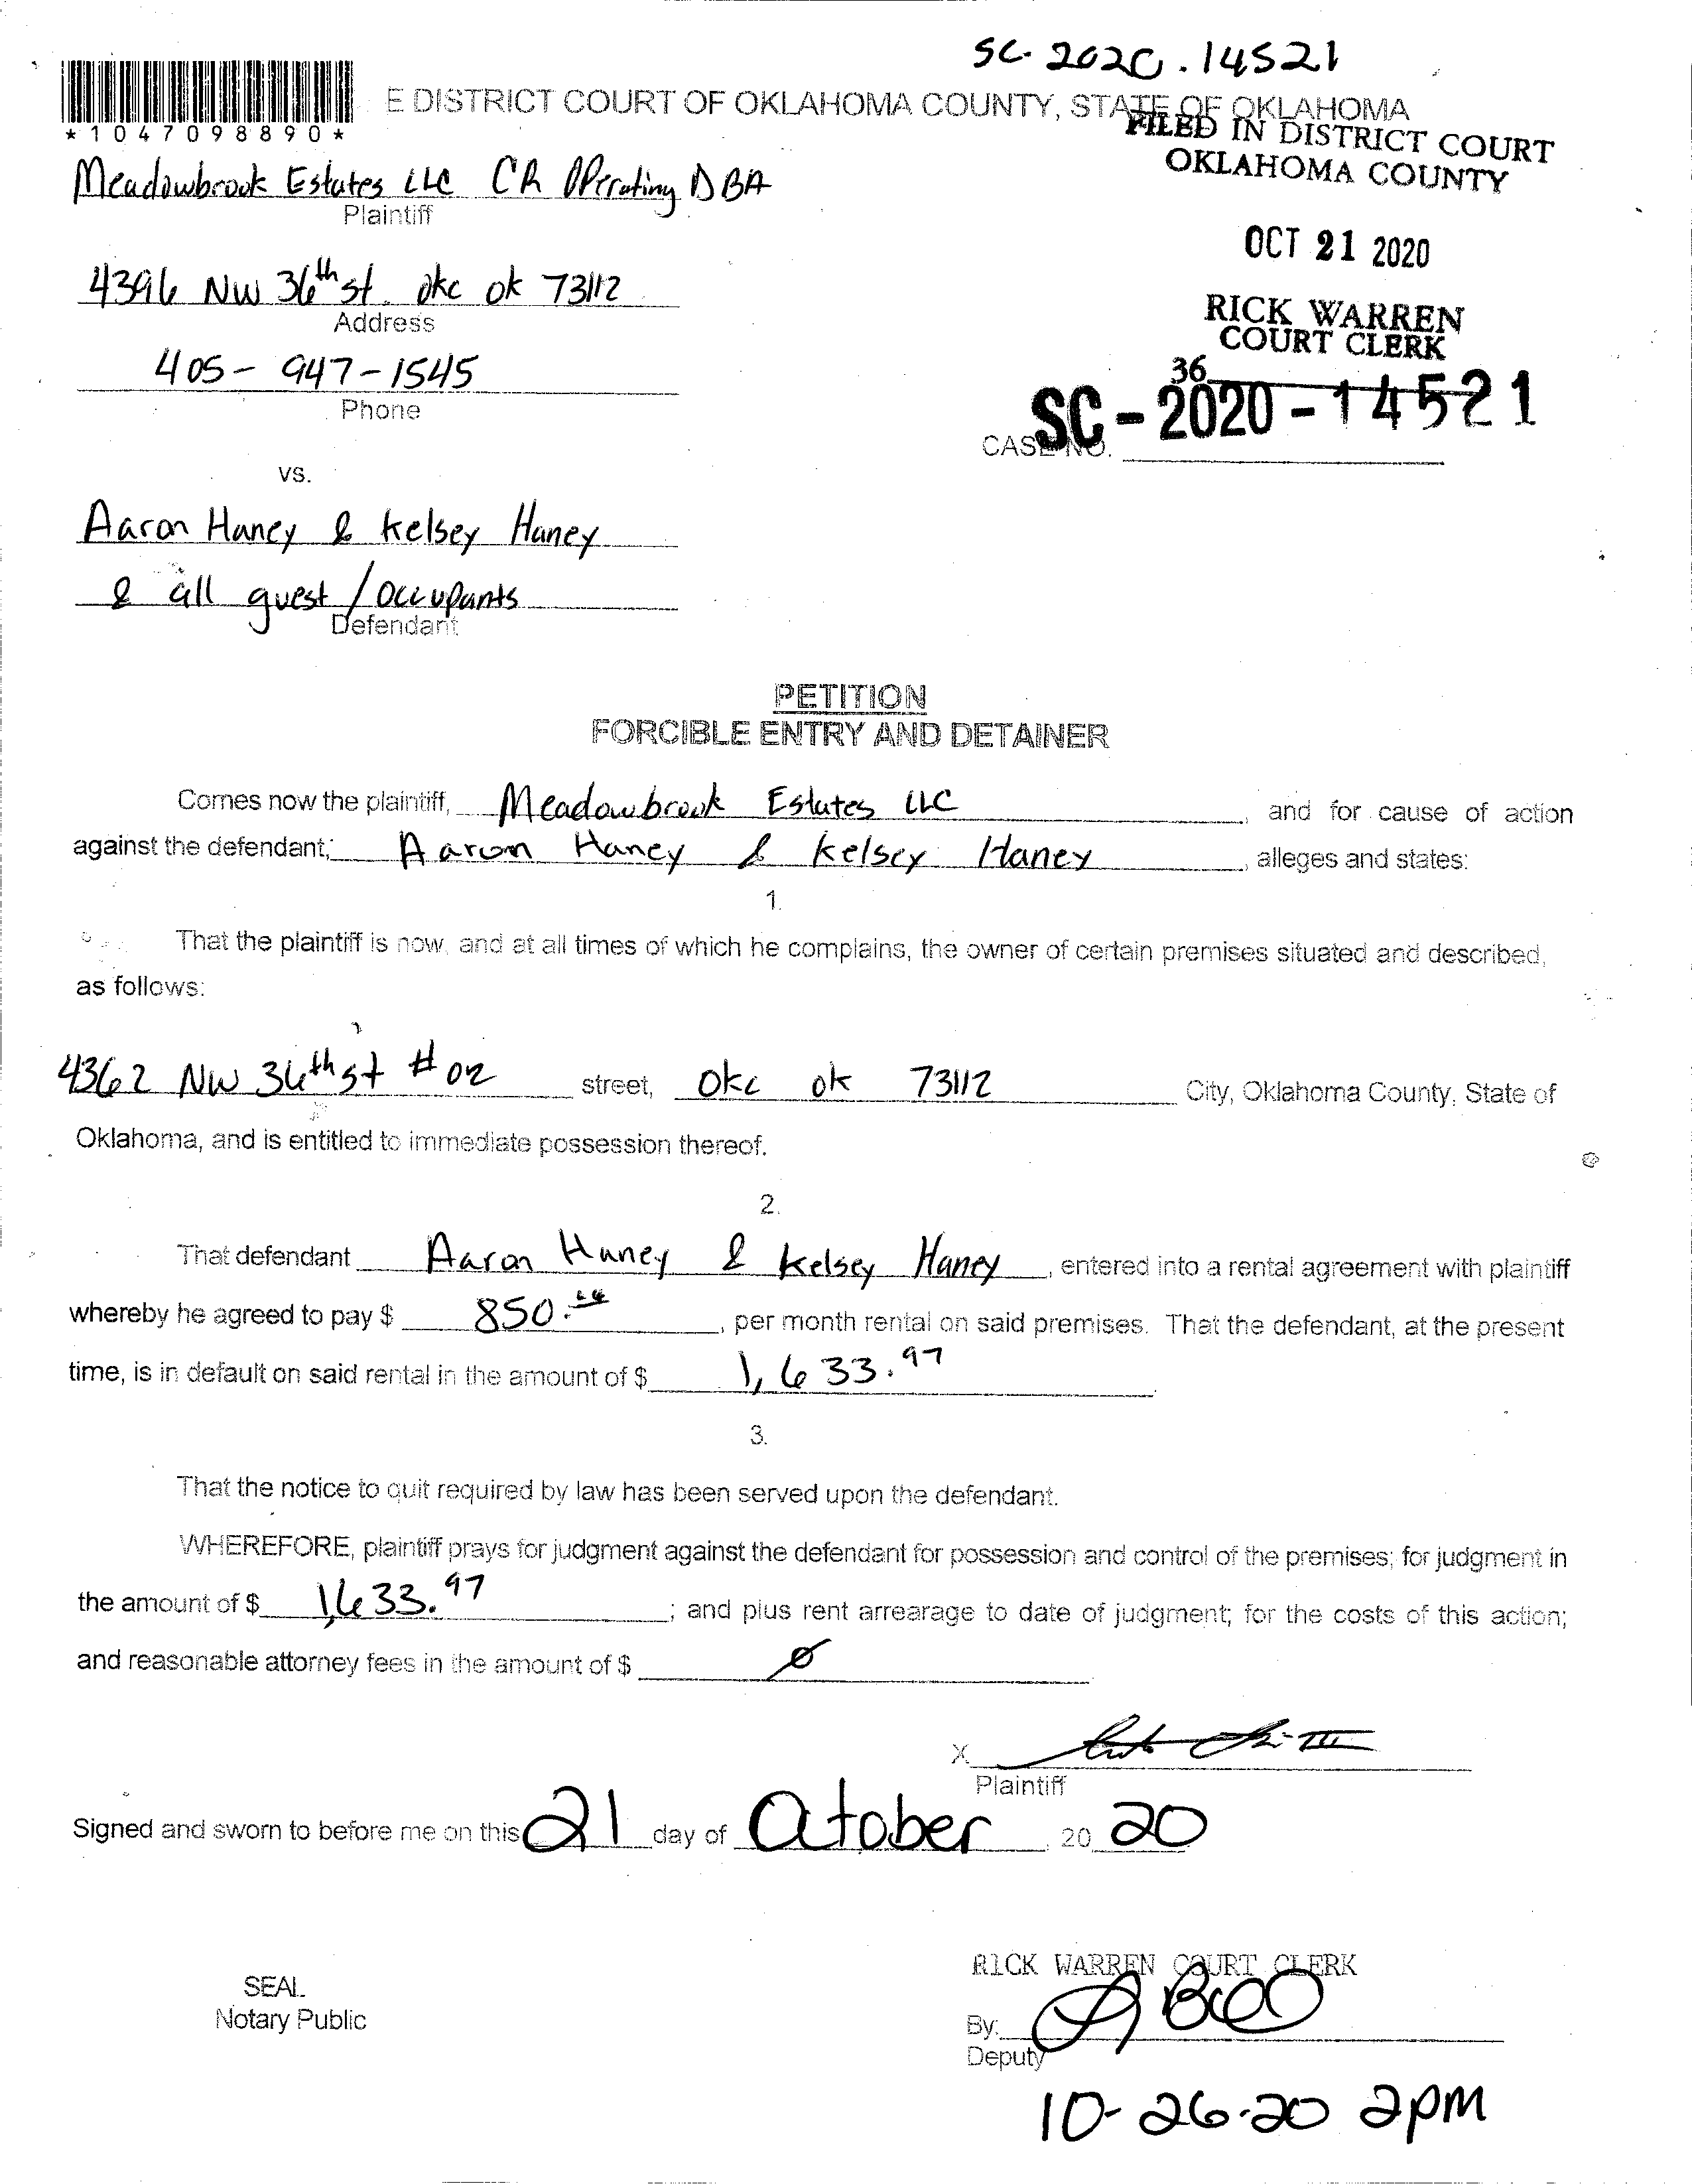 SC-2020-14521
E DISTRICT COURT OF OKLAHOMA COUNTY, STATE OF OKLAHOMA
*1047098890*
FILED IN DISTRICT COURT
OKLAHOMA COUNTY
Meadowbrook Estates LLC CR Operating DBA
Plaintiff
OCT 21 2020
4396 NW 36th st. okc ok 73112
Address
RICK WARREN
COURT CLERK
405-947-1545
Phone
36
CASE NO. SC-2020-14521
vs.
Aaron Haney & Kelsey Haney
& all guest/occupants
Defendant
PETITION
FORCIBLE ENTRY AND DETAINER
Comes now the plaintiff, Meadowbrook Estates LLC, and for cause of action
against the defendant; Aaron Haney & Kelsey Haney, alleges and states:
1.
That the plaintiff is now, and at all times of which he complains, the owner of certain premises situated and described,
as follows:
4362 NW 36th st #02 street, Okc ok 73112 City, Oklahoma County, State of
Oklahoma, and is entitled to immediate possession thereof.
2.
That defendant Aaron Haney & Kelsey Haney, entered into a rental agreement with plaintiff
whereby he agreed to pay $ 850., per month rental on said premises. That the defendant, at the present
time, is in default on said rental in the amount of $ 1,633.97
3.
That the notice to quit required by law has been served upon the defendant.
WHEREFORE, plaintiff prays for judgment against the defendant for possession and control of the premises; for judgment in
the amount of $ 1,633.97; and plus rent arrearage to date of judgment; for the costs of this action;
and reasonable attorney fees in the amount of $ Ø
X
Plaintiff
Signed and sworn to before me on this 21 day of October, 20 20
RICK WARREN COURT CLERK
SEAL
Notary Public
By:
Deputy
10-26-20 2pm